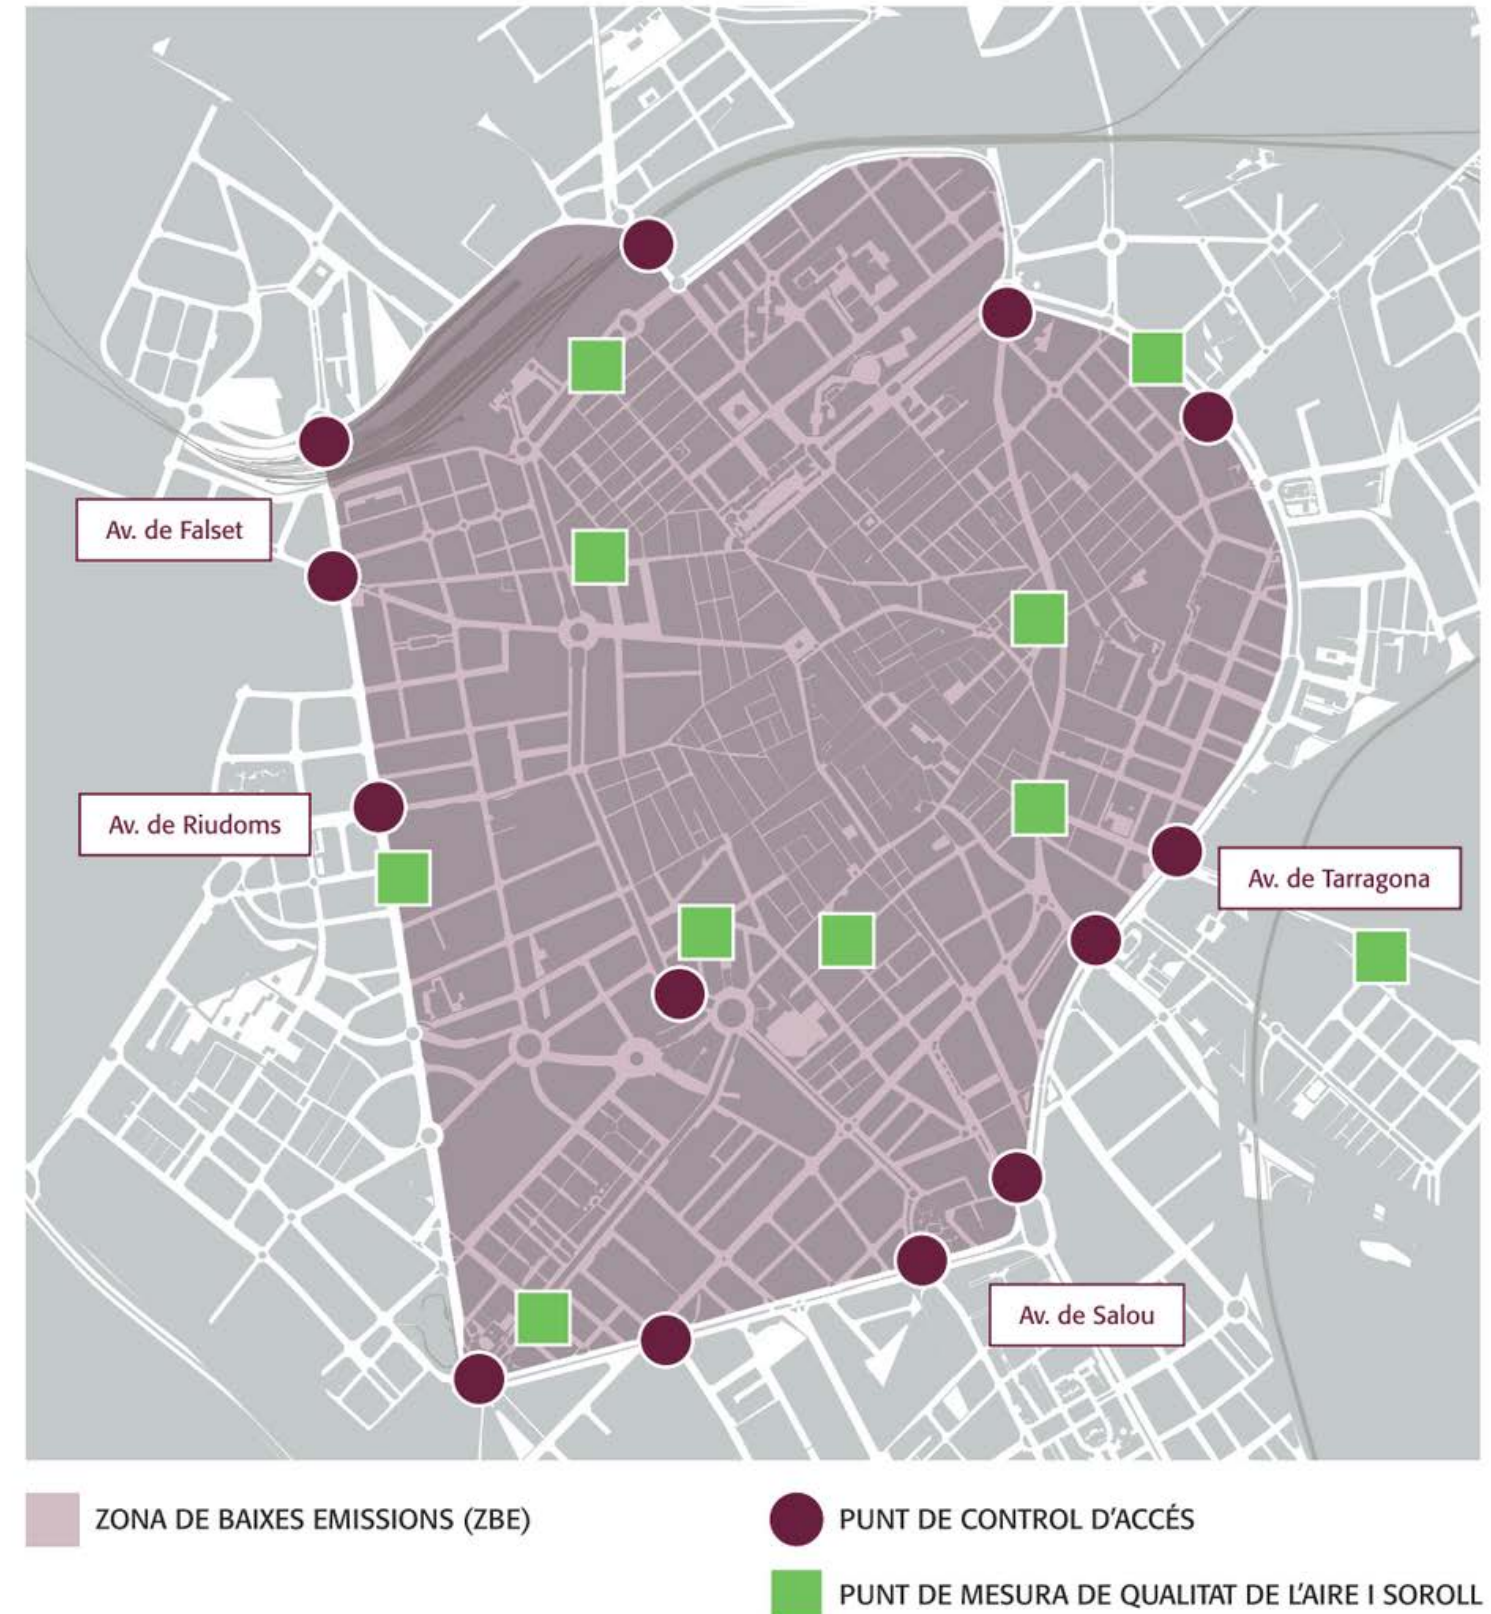 Av. de Falset
Av. de Riudoms
Av. de Tarragona
Av. de Salou
ZONA DE BAIXES EMISSIONS (ZBE)
PUNT DE CONTROL D’ACCÉS
PUNT DE MESURA DE QUALITAT DE L’AIRE I SOROLL